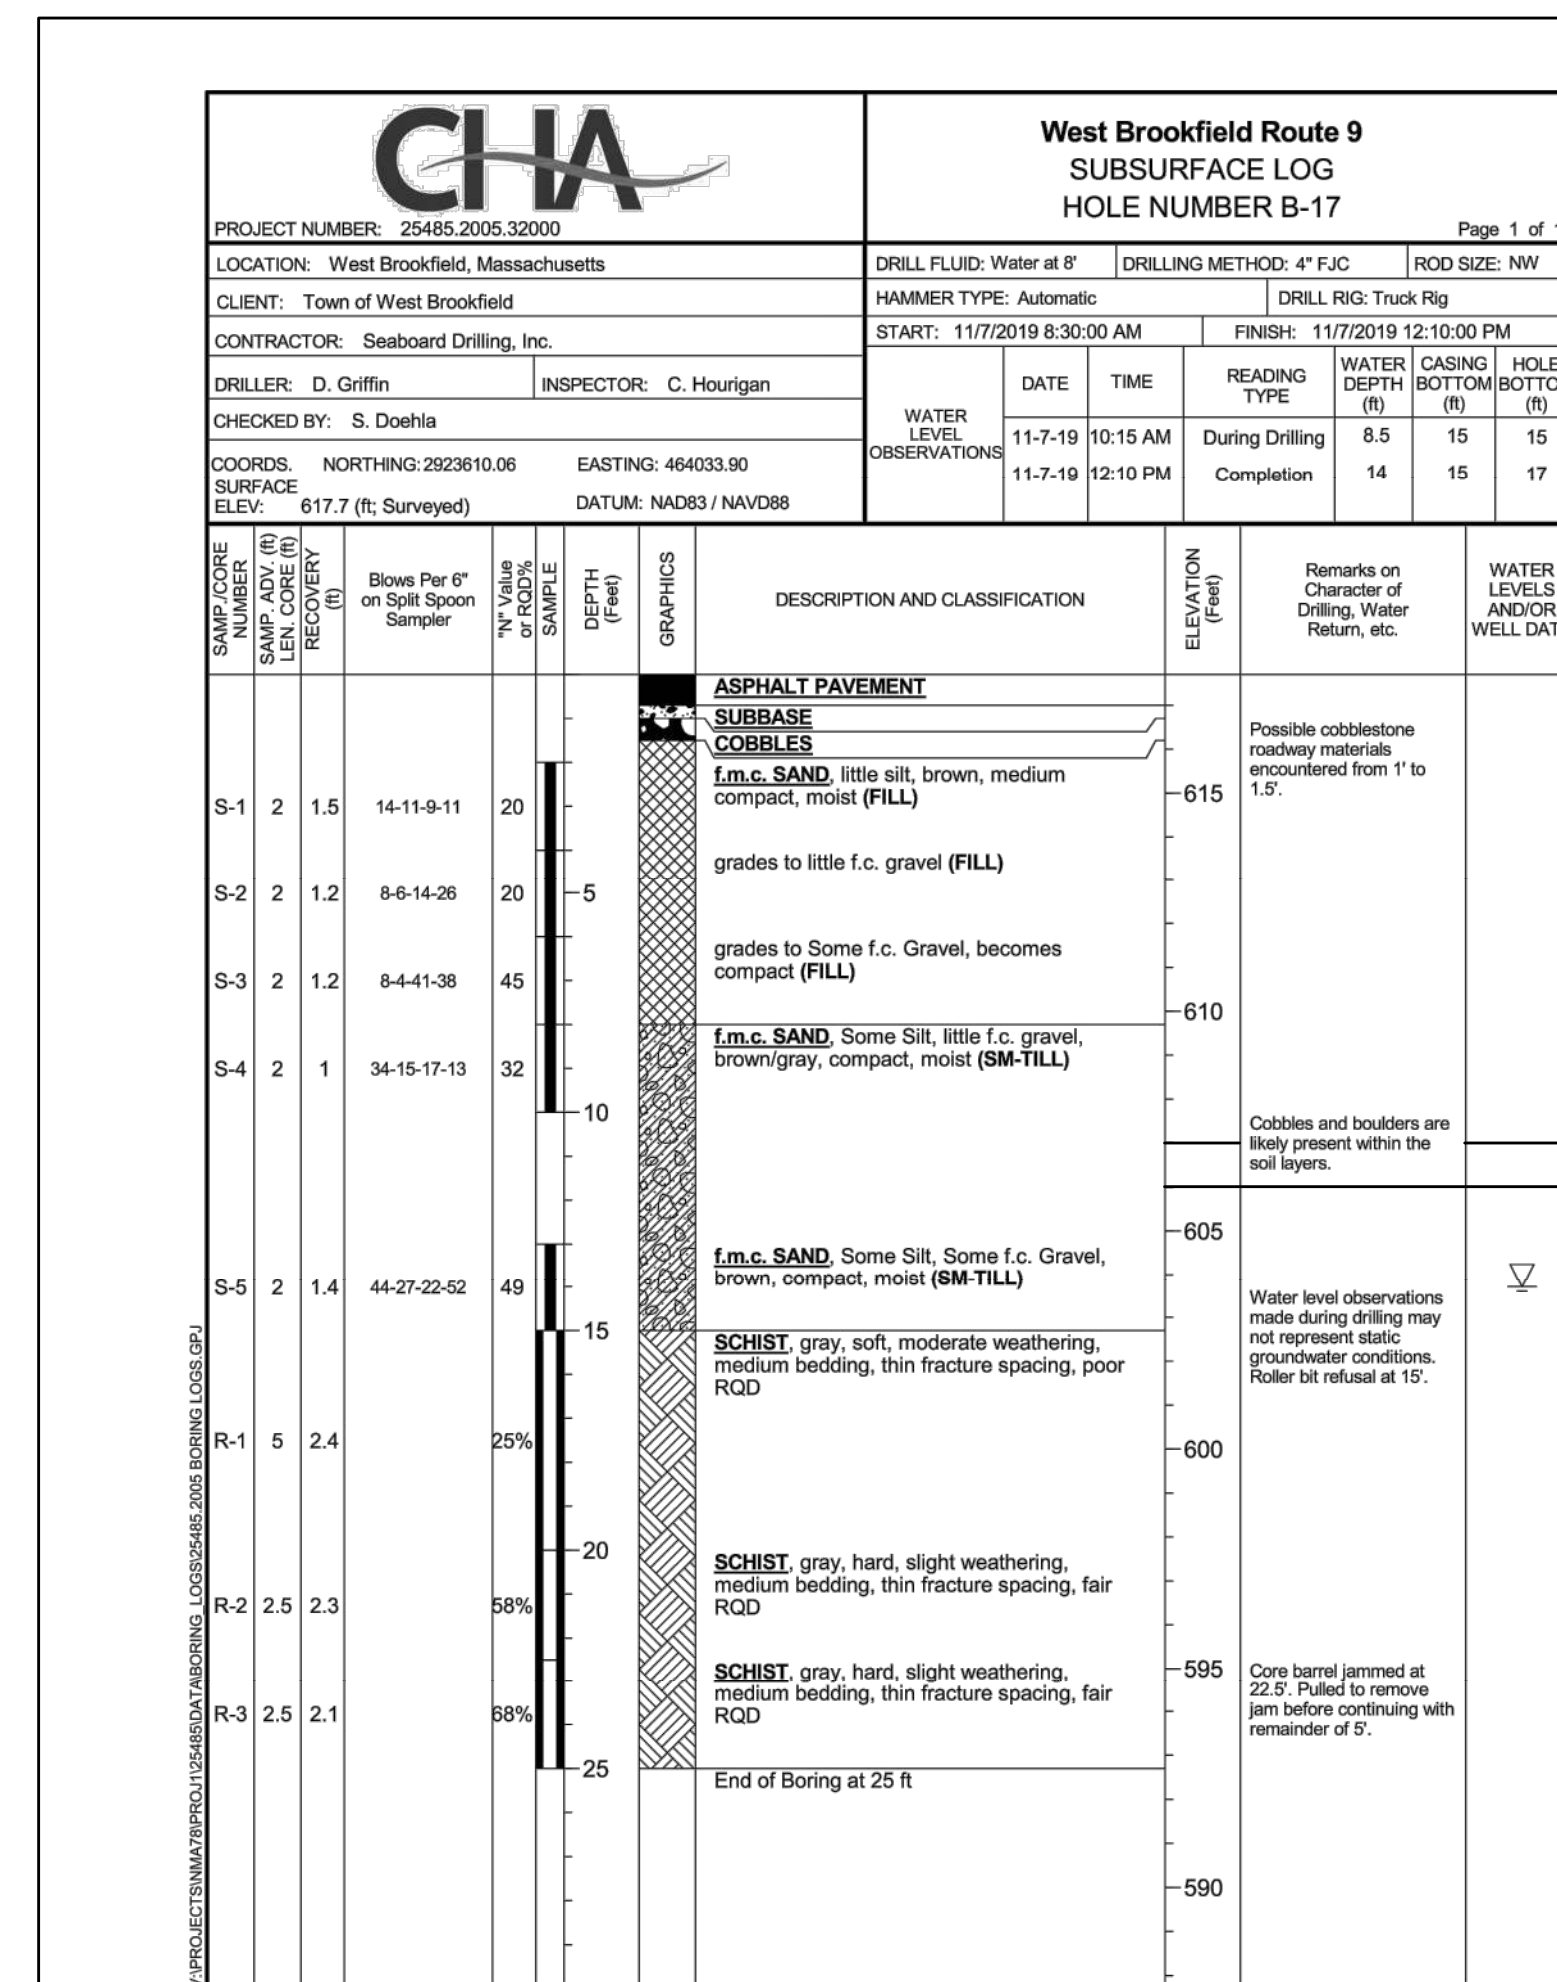 CHA
PROJECT NUMBER: 25485.2005.32000
West Brookfield Route 9
SUBSURFACE LOG
HOLE NUMBER B-17
Page 1 of
LOCATION: West Brookfield, Massachusetts
DRILL FLUID: Water at 8'
DRILLING METHOD: 4" FJC
ROD SIZE: NW
CLIENT: Town of West Brookfield
HAMMER TYPE: Automatic
DRILL RIG: Truck Rig
CONTRACTOR: Seaboard Drilling, Inc.
START: 11/7/2019 8:30:00 AM
FINISH: 11/7/2019 12:10:00 PM
DRILLER: D. Griffin
INSPECTOR: C. Hourigan
CHECKED BY: S. Doehla
COORDS. NORTHING: 2923610.06 EASTING: 464033.90
SURFACE
ELEV: 617.7 (ft; Surveyed) DATUM: NAD83 / NAVD88
WATER
LEVEL
OBSERVATIONS
DATE
TIME
READING
TYPE
WATER
DEPTH
(ft)
CASING
BOTTOM
(ft)
HOLE
BOTTO
(ft)
11-7-19 10:15 AM During Drilling 8.5 15 15
11-7-19 12:10 PM Completion 14 15 17
SAMP./CORE
NUMBER
SAMP. ADV. (ft)
LEN. CORE (ft)
RECOVERY
(ft)
Blows Per 6"
on Split Spoon
Sampler
"N" Value
or RQD%
SAMPLE
DEPTH
(Feet)
GRAPHICS
DESCRIPTION AND CLASSIFICATION
ELEVATION
(Feet)
Remarks on
Character of
Drilling, Water
Return, etc.
WATER
LEVELS
AND/OR
WELL DAT
ASPHALT PAVEMENT
SUBBASE
COBBLES
Possible cobblestone
roadway materials
encountered from 1' to
1.5'.
f.m.c. SAND, little silt, brown, medium
compact, moist (FILL)
615
S-1 2 1.5 14-11-9-11 20
grades to little f.c. gravel (FILL)
S-2 2 1.2 8-6-14-26 20 5
grades to Some f.c. Gravel, becomes
compact (FILL)
S-3 2 1.2 8-4-41-38 45
610
f.m.c. SAND, Some Silt, little f.c. gravel,
brown/gray, compact, moist (SM-TILL)
S-4 2 1 34-15-17-13 32
10
Cobbles and boulders are
likely present within the
soil layers.
605
f.m.c. SAND, Some Silt, Some f.c. Gravel,
brown, compact, moist (SM-TILL)
S-5 2 1.4 44-27-22-52 49
Water level observations
made during drilling may
not represent static
groundwater conditions.
Roller bit refusal at 15'.
15
SCHIST, gray, soft, moderate weathering,
medium bedding, thin fracture spacing, poor
RQD
R-1 5 2.4 25%
600
20
SCHIST, gray, hard, slight weathering,
medium bedding, thin fracture spacing, fair
RQD
R-2 2.5 2.3 58%
595
SCHIST, gray, hard, slight weathering,
medium bedding, thin fracture spacing, fair
RQD
R-3 2.5 2.1 68%
Core barrel jammed at
22.5'. Pulled to remove
jam before continuing with
remainder of 5'.
25
End of Boring at 25 ft
590
V:\PROJECTS\NMA78\PROJ1\25485\DATA\BORING_LOGS\25485.2005 BORING LOGS.GPJ